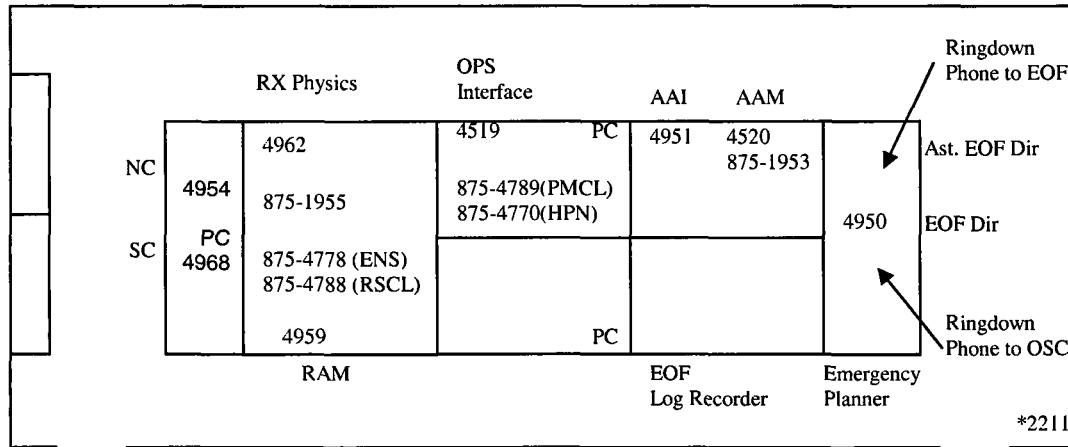 Ringdown
Phone to EOF
RX Physics
OPS
Interface
AAI
AAM
NC
4954
PC
4968
SC
4962
875-1955
875-4778 (ENS)
875-4788 (RSCL)
4959
4519
PC
875-4789(PMCL)
875-4770(HPN)
PC
4951
4520
875-1953
4950
Ast. EOF Dir
EOF Dir
Ringdown
Phone to OSC
RAM
EOF
Log Recorder
Emergency
Planner
*2211